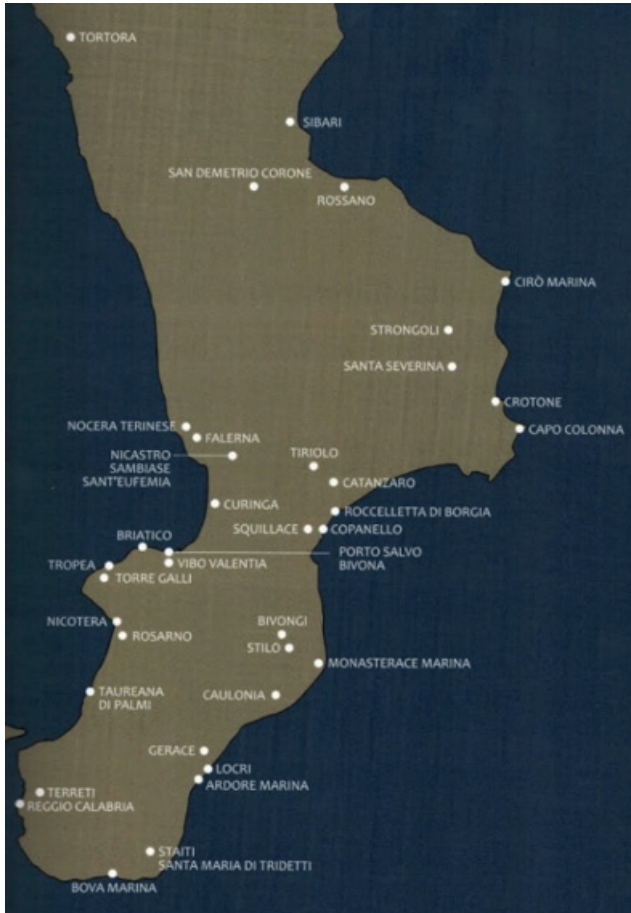 TORTORA
SIBARI
SAN DEMETRIO CORONE
ROSSANO
CIRÒ MARINA
STRONGOLI
SANTA SEVERINA
CROTONE
NOCERA TERINESE
CAPO COLONNA
FALERNA
NICASTRO
SAMBIASE
SANT'EUFEMIA
TIRIOLO
CATANZARO
CURINGA
ROCCELLETTA DI BORGIA
SQUILLACE
COPANELLO
BRIATICO
PORTO SALVO
BIVONA
TROPEA
VIBO VALENTIA
TORRE GALLI
NICOTERA
ROSARNO
BIVONGI
STILO
MONASTERACE MARINA
TAUREANA
DI PALMI
CAULONIA
GERACE
LOCRI
ARDORE MARINA
TERRETI
REGGIO CALABRIA
STAITI
SANTA MARIA DI TRIDETTI
BOVA MARINA